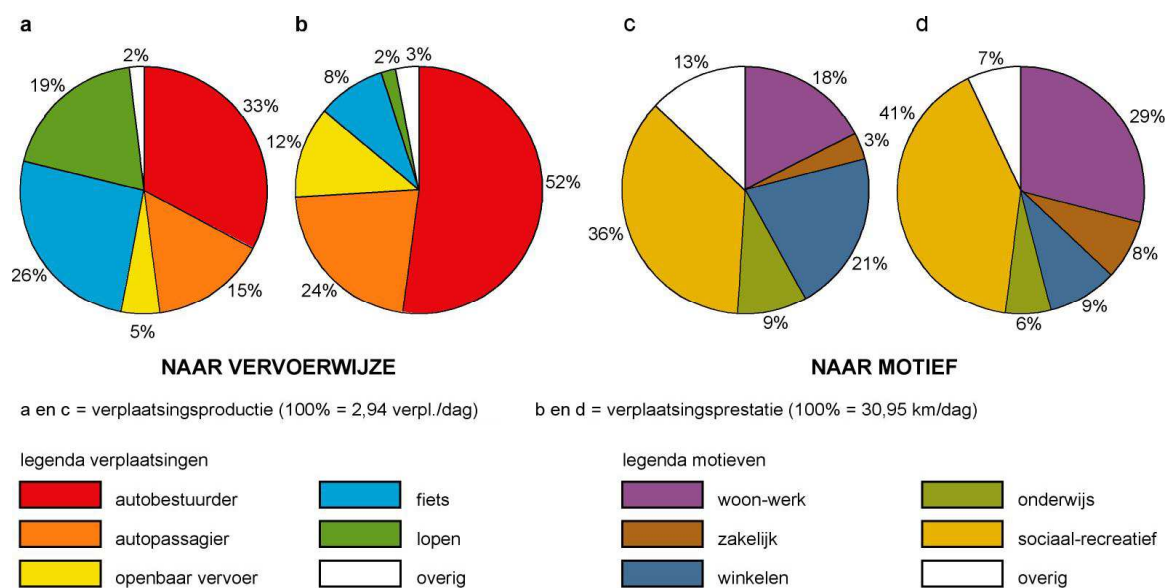 a b c d
2% 33% 15% 5% 26% 19%
3% 52% 24% 12% 8% 2%
13% 18% 3% 21% 9% 36%
7% 29% 8% 9% 6% 41%
NAAR VERVOERWIJZE NAAR MOTIEF
a en c = verplaatsingsproductie (100% = 2,94 verpl./dag) b en d = verplaatsingsprestatie (100% = 30,95 km/dag)
legenda verplaatsingen
autobestuurder fiets
autopassagier lopen
openbaar vervoer overig
legenda motieven
woon-werk onderwijs
zakelijk sociaal-recreatief
winkelen overig